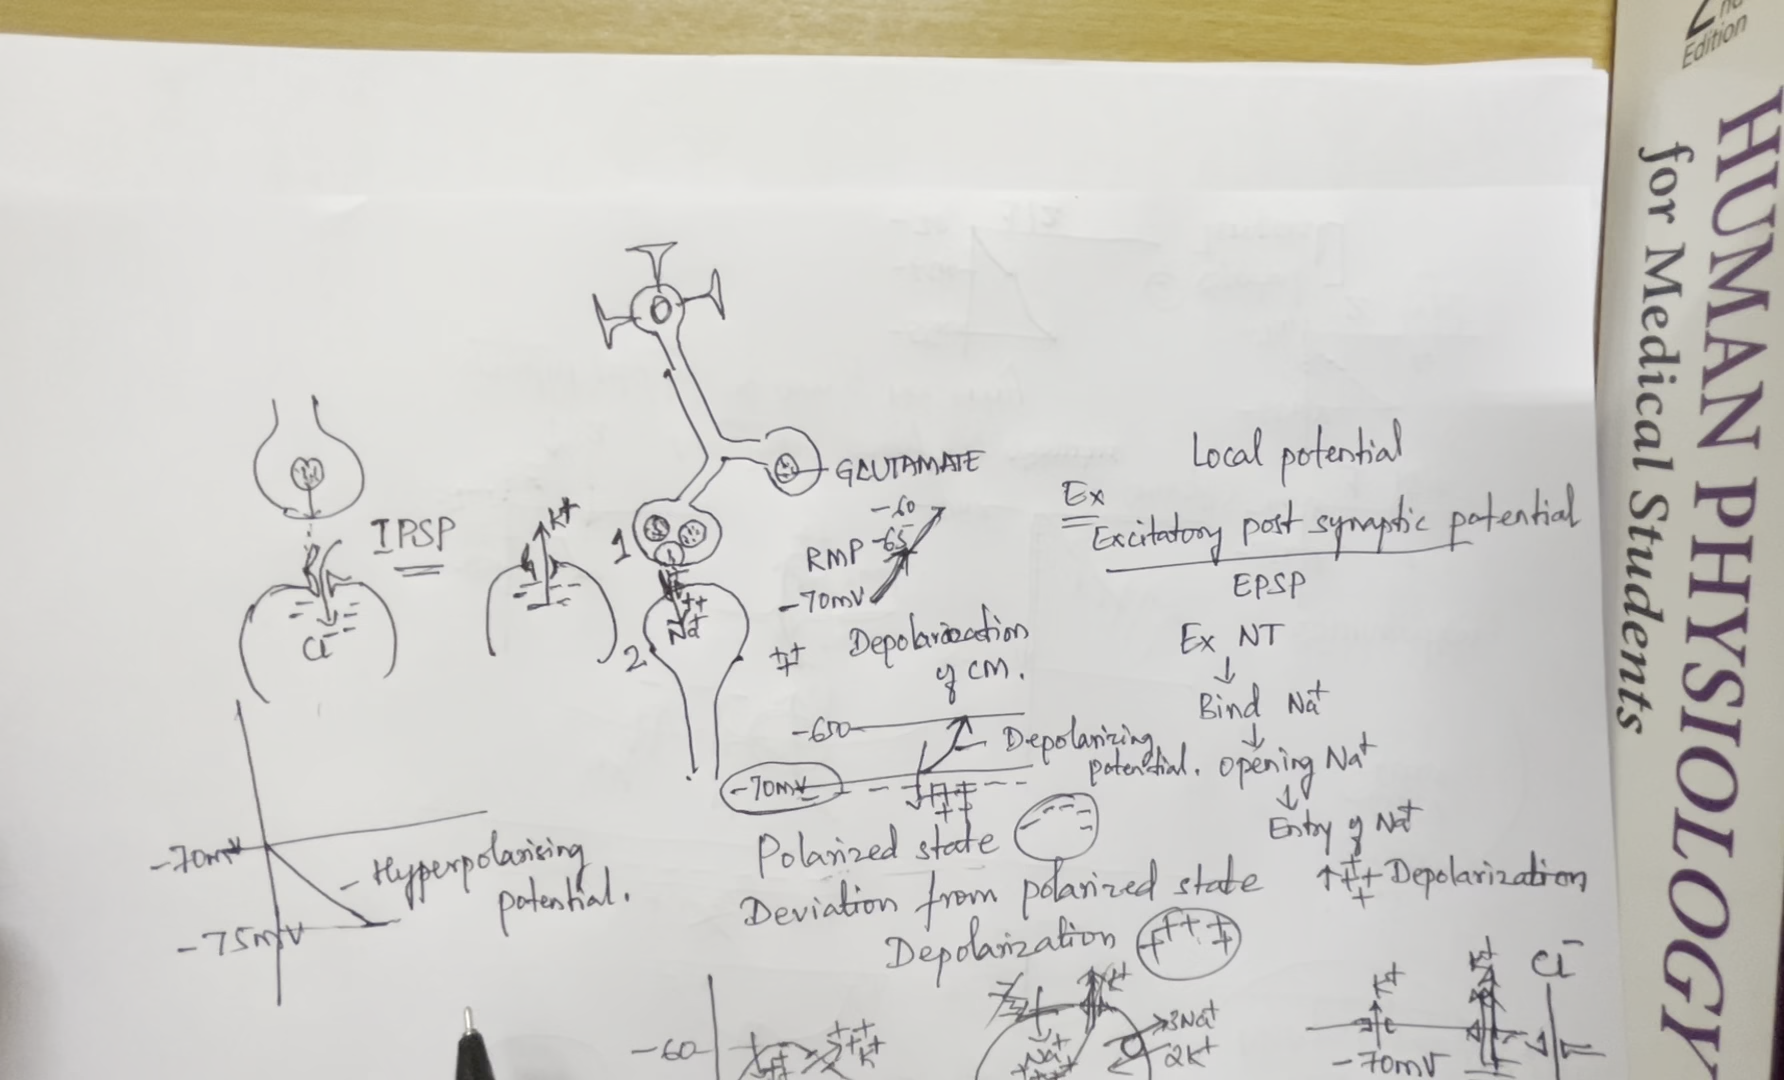 2nd
Edition
HUMAN PHYSIOLOGY
for Medical Students
GLUTAMATE
Local potential
Ex
Excitatory post synaptic potential
EPSP
IPSP
K+
1
-60
-65
RMP
-70mV
++
Na+
2
Cl-
++
+
Depolarization
of CM.
Ex NT
↓
Bind Na+
↓
Opening Na+
↓
Entry of Na+
↑+++ Depolarization
+
Depolarizing
potential.
-70mV
Polarized state
Deviation from polarized state
Depolarization ++++
-70mV
Hyperpolarising
potential.
-75mV
-60
++
++
K+
K+
Na+
3Na+
2K+
K+
K+
Cl-
-70mV